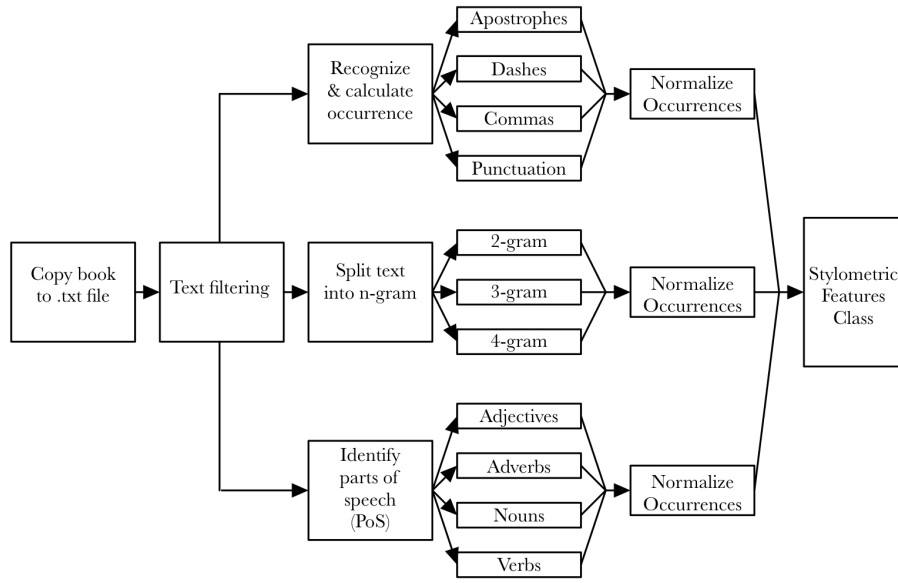 Copy book
to .txt file
Text filtering
Recognize
& calculate
occurrence
Apostrophes
Dashes
Commas
Punctuation
Normalize
Occurrences
Split text
into n-gram
2-gram
3-gram
4-gram
Normalize
Occurrences
Identify
parts of
speech
(PoS)
Adjectives
Adverbs
Nouns
Verbs
Normalize
Occurrences
Stylometric
Features
Class